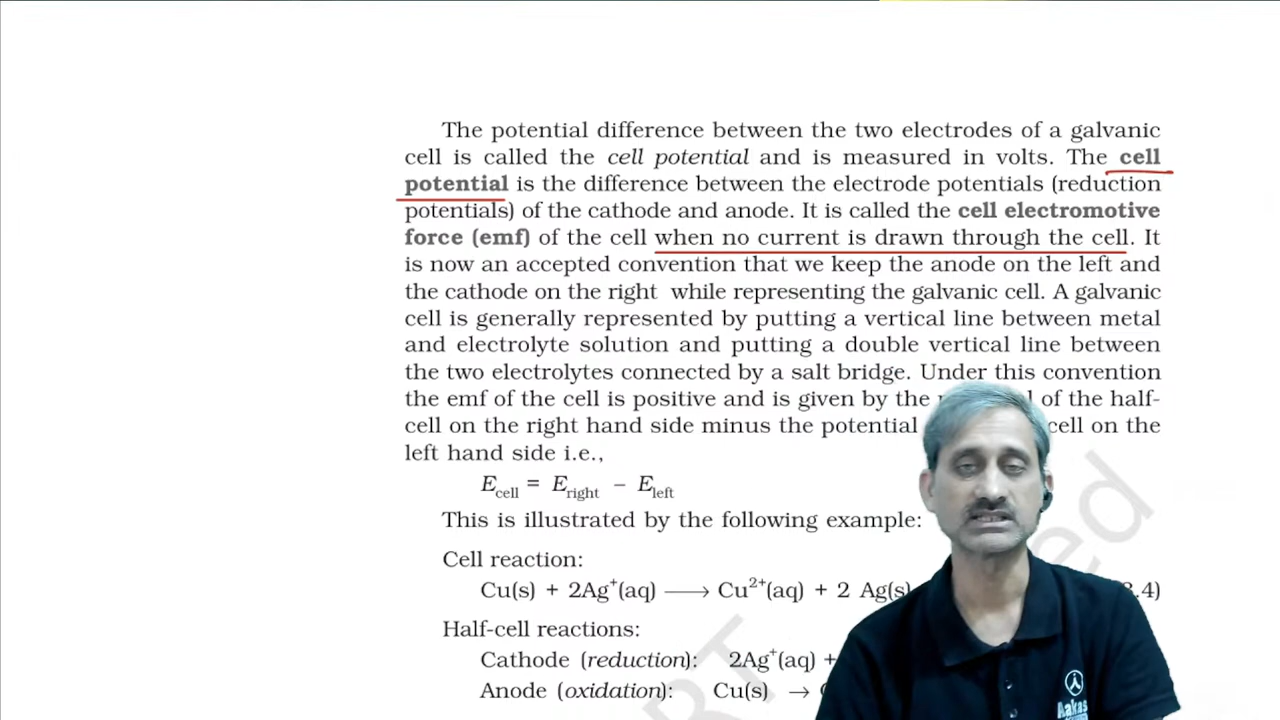 The potential difference between the two electrodes of a galvanic
cell is called the cell potential and is measured in volts. The cell
potential is the difference between the electrode potentials (reduction
potentials) of the cathode and anode. It is called the cell electromotive
force (emf) of the cell when no current is drawn through the cell. It
is now an accepted convention that we keep the anode on the left and
the cathode on the right while representing the galvanic cell. A galvanic
cell is generally represented by putting a vertical line between metal
and electrolyte solution and putting a double vertical line between
the two electrolytes connected by a salt bridge. Under this convention
the emf of the cell is positive and is given by the of the half-
cell on the right hand side minus the potential cell on the
left hand side i.e.,
E_cell = E_right – E_left
This is illustrated by the following example:
Cell reaction:
Cu(s) + 2Ag⁺(aq) ⟶ Cu²⁺(aq) + 2 Ag(s) .4)
Half-cell reactions:
Cathode (reduction): 2Ag⁺(aq) +
Anode (oxidation): Cu(s) →
Aakas